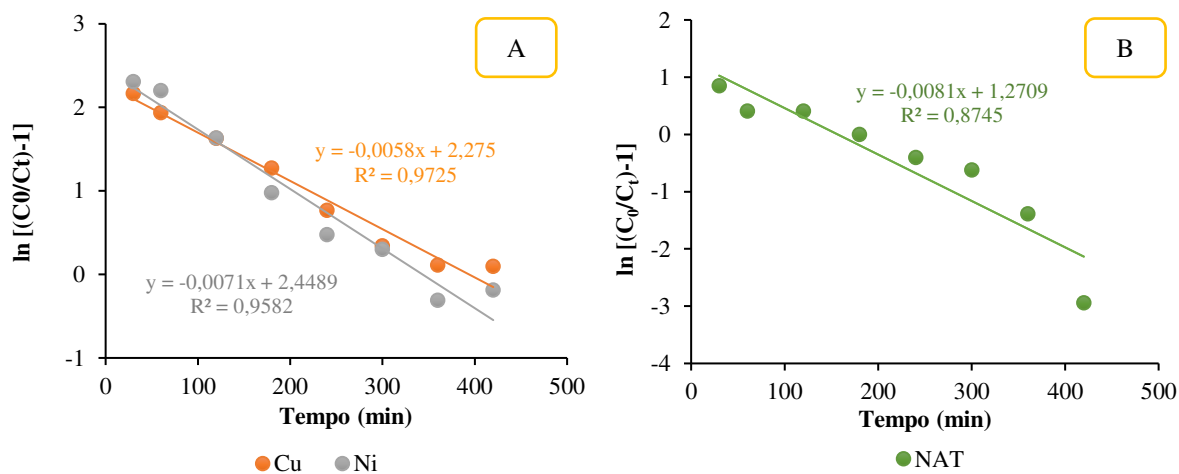 A
ln [(C0/Ct)-1]
3
2
1
0
-1
y = -0,0058x + 2,275
R² = 0,9725
y = -0,0071x + 2,4489
R² = 0,9582
0 100 200 300 400 500
Tempo (min)
Cu Ni
B
ln [(C₀/Cₜ)-1]
2
1
0
-1
-2
-3
-4
y = -0,0081x + 1,2709
R² = 0,8745
0 100 200 300 400 500
Tempo (min)
NAT